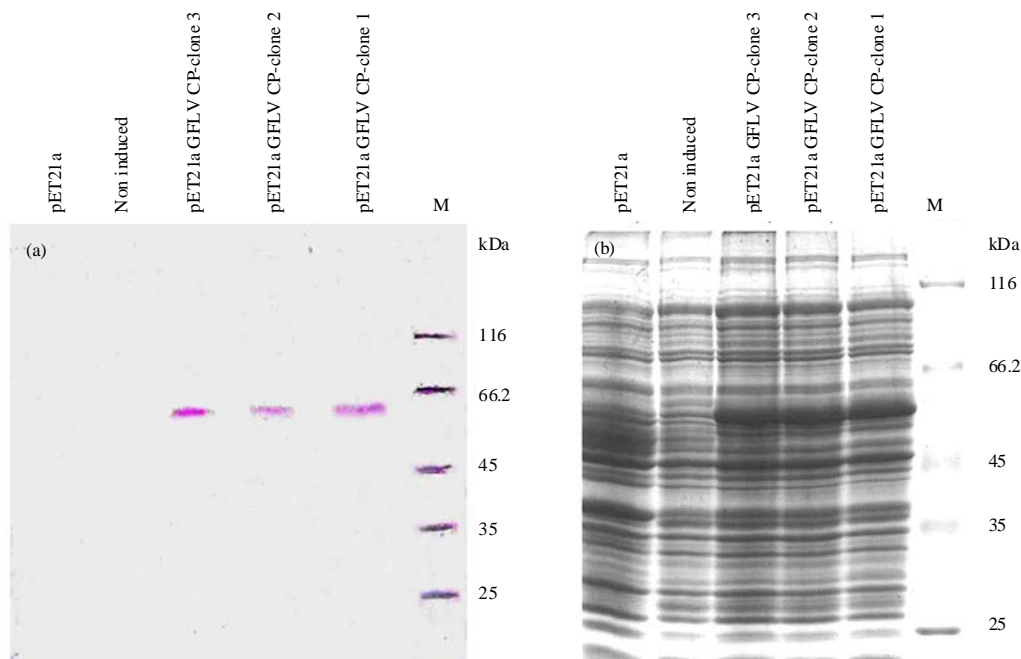 pET21a
Non induced
pET21a GFLV CP-clone 3
pET21a GFLV CP-clone 2
pET21a GFLV CP-clone 1
M
(a)
kDa
116
66.2
45
35
25
pET21a
Non induced
pET21a GFLV CP-clone 3
pET21a GFLV CP-clone 2
pET21a GFLV CP-clone 1
M
(b)
kDa
116
66.2
45
35
25